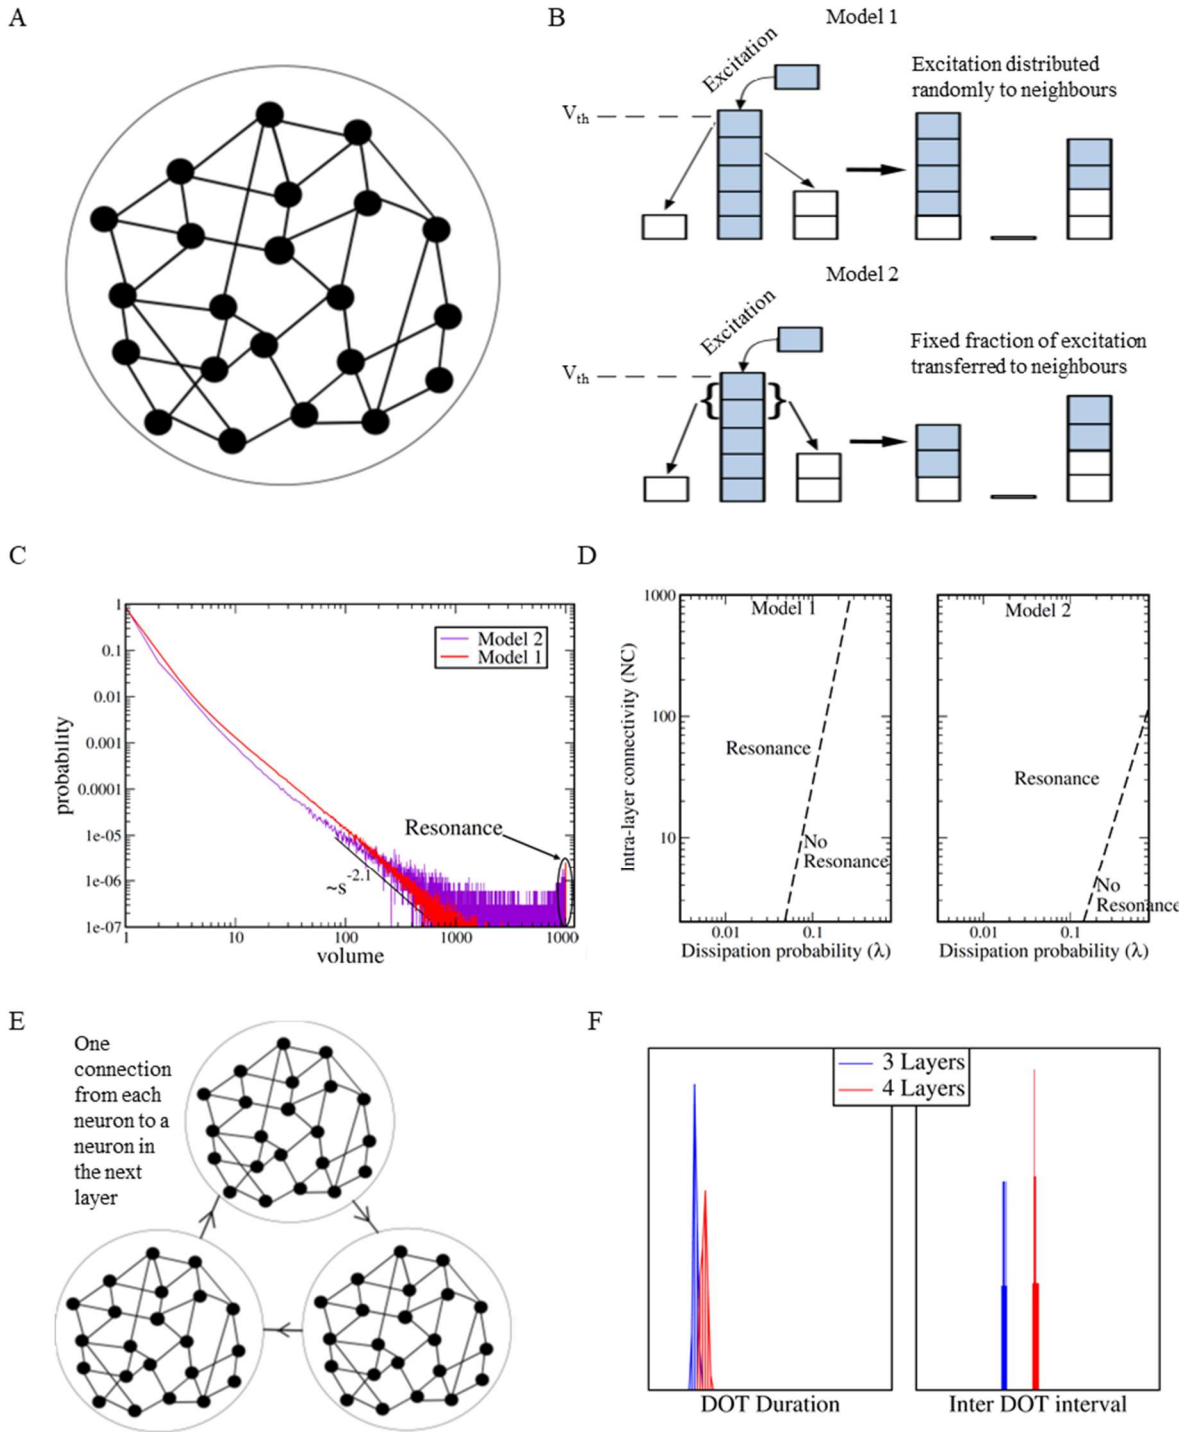 A
B
Model 1
Excitation
Excitation distributed
randomly to neighbours
Vth
Model 2
Excitation
Fixed fraction of excitation
transferred to neighbours
Vth
C
D
1
0.1
0.01
0.001
0.0001
1e-05
1e-06
1e-07
probability
Model 2
Model 1
Resonance
~s-2.1
1
10
100
1000
1000
volume
1000
100
10
Intra-layer connectivity (NC)
Model 1
Resonance
No
Resonance
0.01
0.1
Dissipation probability (λ)
Model 2
Resonance
No
Resonance
0.01
0.1
Dissipation probability (λ)
E
One
connection
from each
neuron to a
neuron in
the next
layer
F
3 Layers
4 Layers
DOT Duration
Inter DOT interval